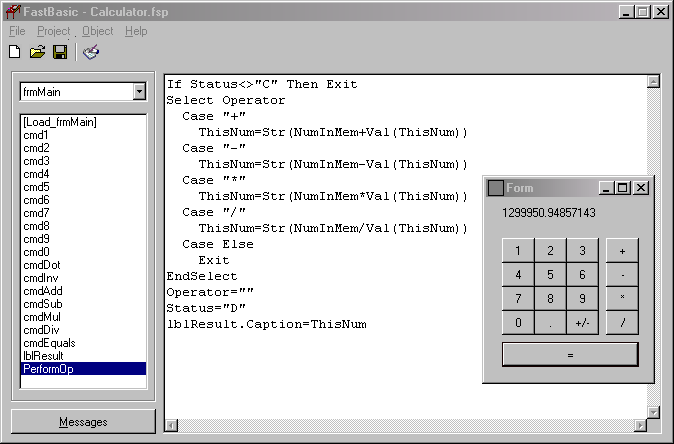 FastBasic - Calculator.fsp
File Project Object Help
frmMain
[Load_frmMain]
cmd1
cmd2
cmd3
cmd4
cmd5
cmd6
cmd7
cmd8
cmd9
cmd0
cmdDot
cmdInv
cmdAdd
cmdSub
cmdMul
cmdDiv
cmdEquals
lblResult
PerformOp
Messages
If Status<>"C" Then Exit
Select Operator
Case "+"
ThisNum=Str(NumInMem+Val(ThisNum))
Case "-"
ThisNum=Str(NumInMem-Val(ThisNum))
Case "*"
ThisNum=Str(NumInMem*Val(ThisNum))
Case "/"
ThisNum=Str(NumInMem/Val(ThisNum))
Case Else
Exit
EndSelect
Operator=""
Status="D"
lblResult.Caption=ThisNum
Form
1299950.94857143
1 2 3 +
4 5 6 -
7 8 9 *
0 . +/- /
=